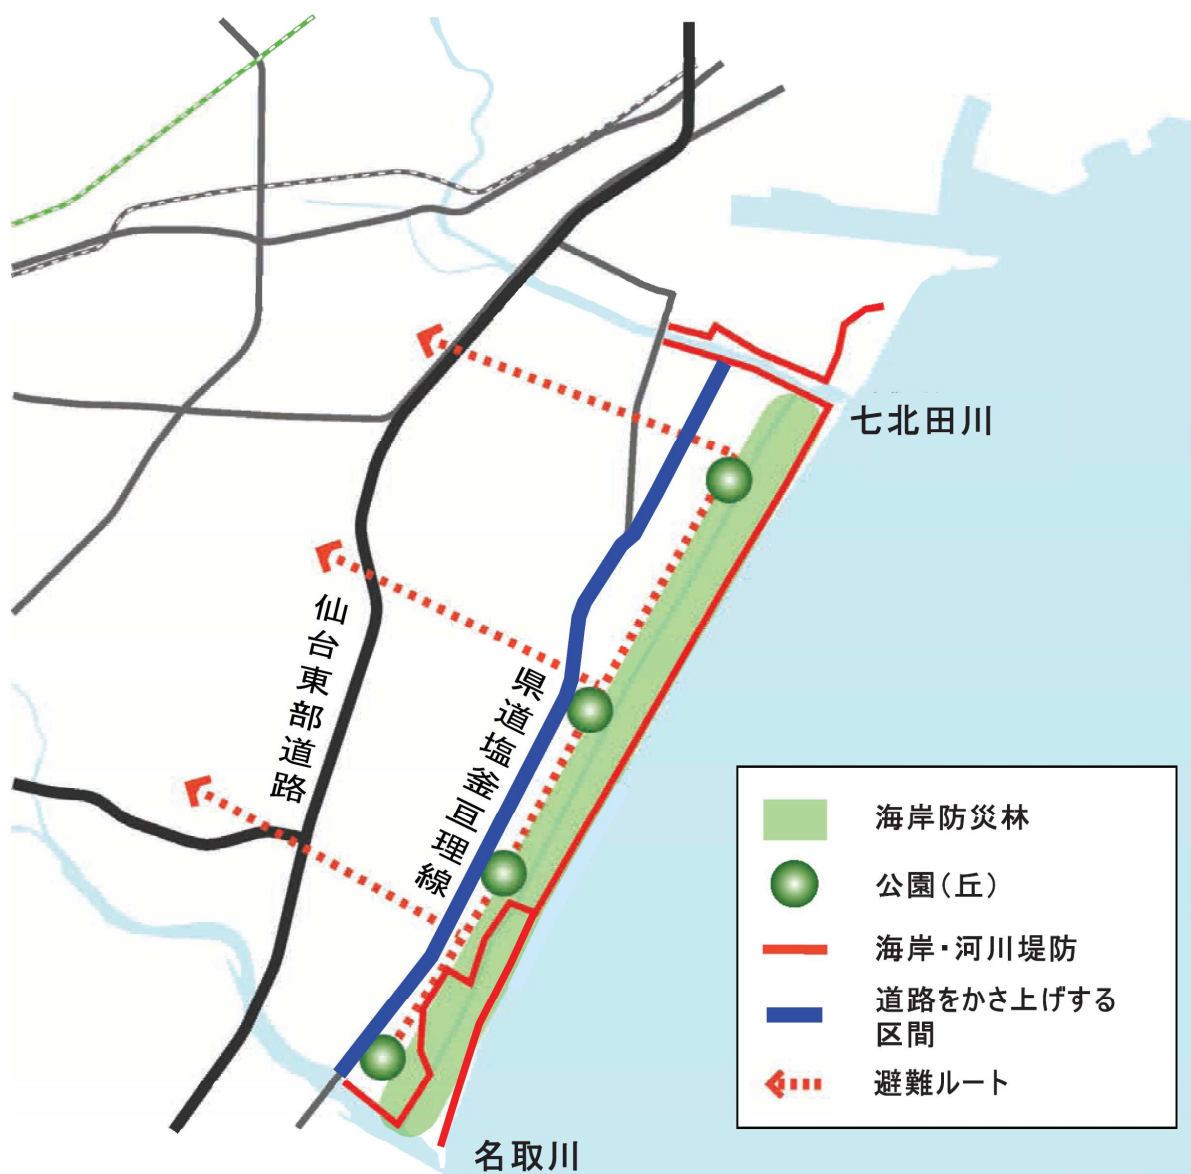 七北田川
仙台東部道路
県道塩釜亘理線
海岸防災林
公園（丘）
海岸・河川堤防
道路をかさ上げする
区間
避難ルート
名取川